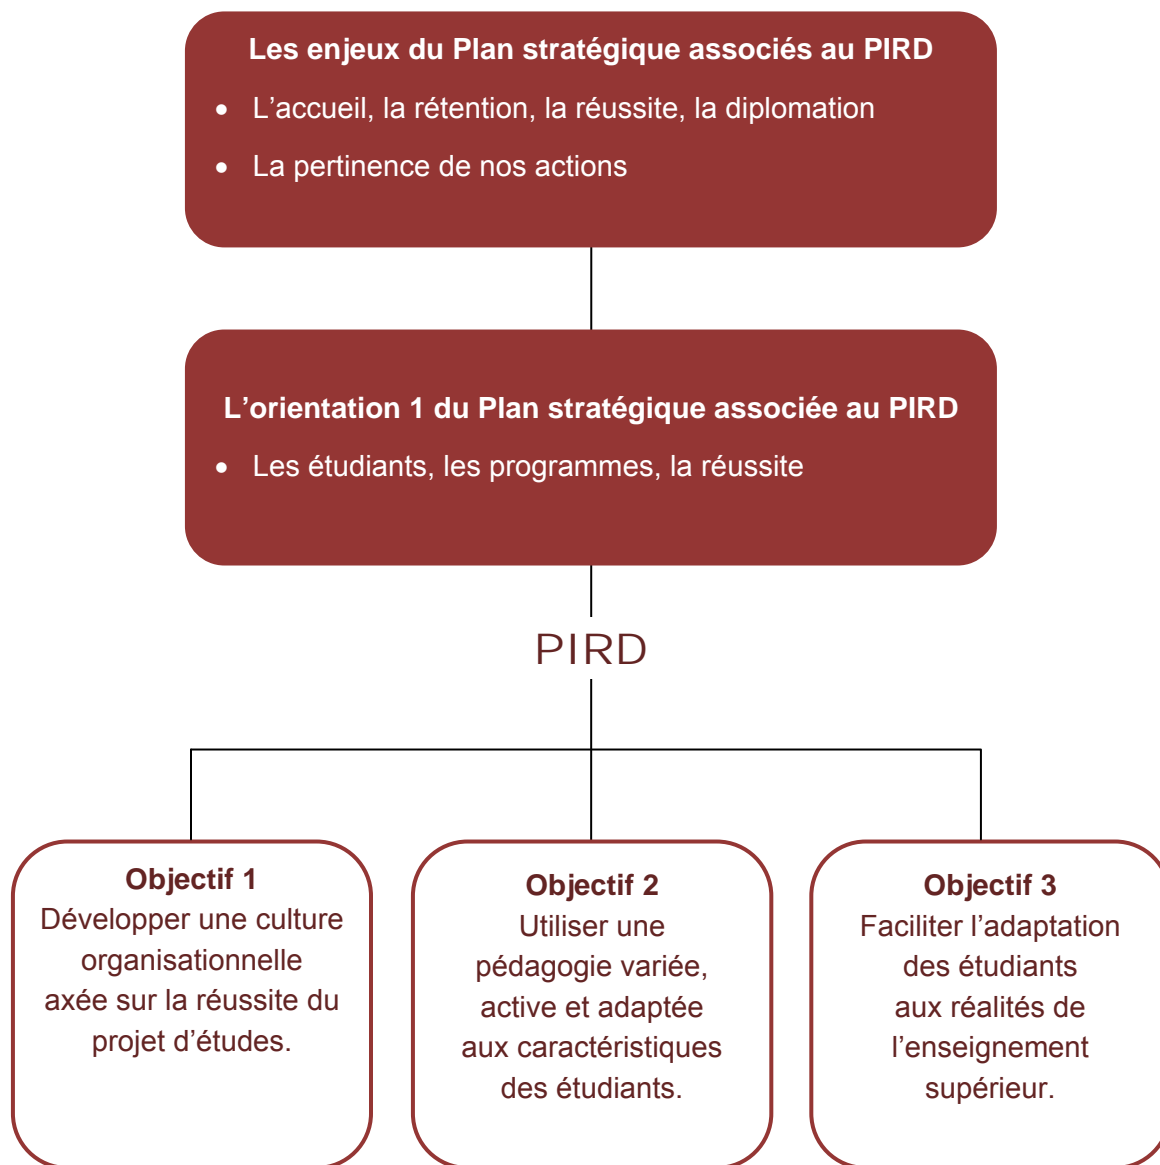 Les enjeux du Plan stratégique associés au PIRD
• L’accueil, la rétention, la réussite, la diplomation
• La pertinence de nos actions
L’orientation 1 du Plan stratégique associée au PIRD
• Les étudiants, les programmes, la réussite
PIRD
Objectif 1
Développer une culture
organisationnelle
axée sur la réussite du
projet d’études.
Objectif 2
Utiliser une
pédagogie variée,
active et adaptée
aux caractéristiques
des étudiants.
Objectif 3
Faciliter l’adaptation
des étudiants
aux réalités de
l’enseignement
supérieur.